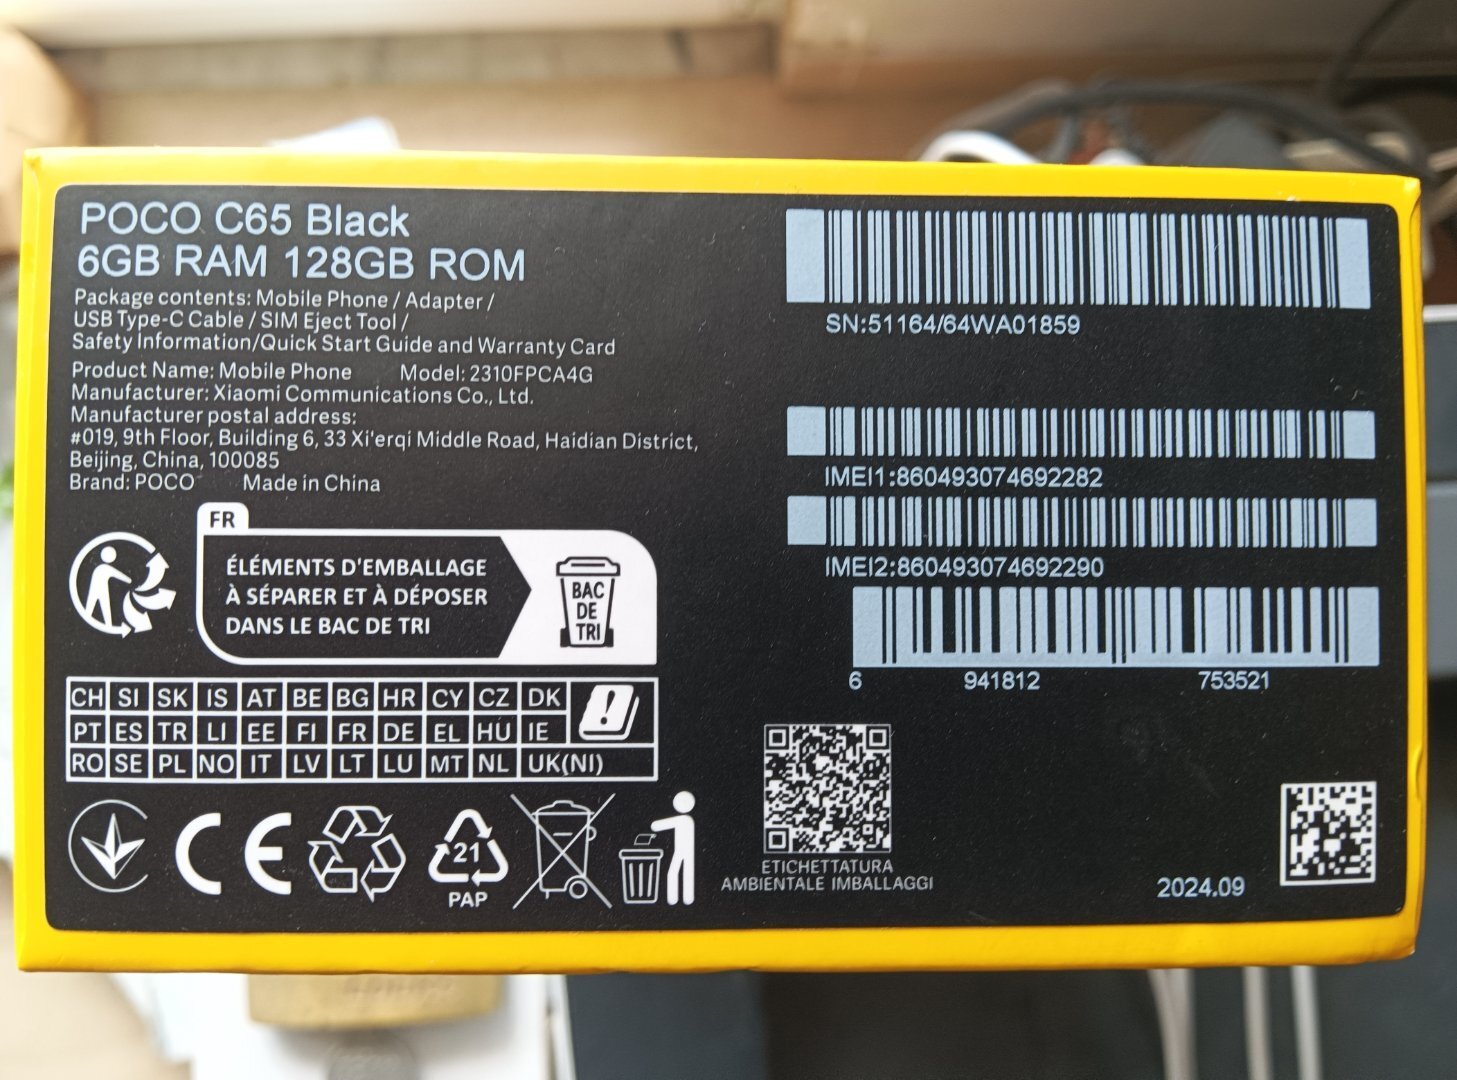 POCO C65 Black
6GB RAM 128GB ROM
Package contents: Mobile Phone / Adapter /
USB Type-C Cable / SIM Eject Tool /
Safety Information/Quick Start Guide and Warranty Card
Product Name: Mobile Phone Model: 2310FPCA4G
Manufacturer: Xiaomi Communications Co., Ltd.
Manufacturer postal address:
#019, 9th Floor, Building 6, 33 Xi'erqi Middle Road, Haidian District,
Beijing, China, 100085
Brand: POCO Made in China
FR
ÉLÉMENTS D'EMBALLAGE
À SÉPARER ET À DÉPOSER
DANS LE BAC DE TRI
BAC
DE
TRI
CH SI SK IS AT BE BG HR CY CZ DK
PT ES TR LI EE FI FR DE EL HU IE
RO SE PL NO IT LV LT LU MT NL UK(NI)
CE
21
PAP
SN:51164/64WA01859
IMEI1:860493074692282
IMEI2:860493074692290
6 941812 753521
ETICHETTATURA
AMBIENTALE IMBALLAGGI
2024.09